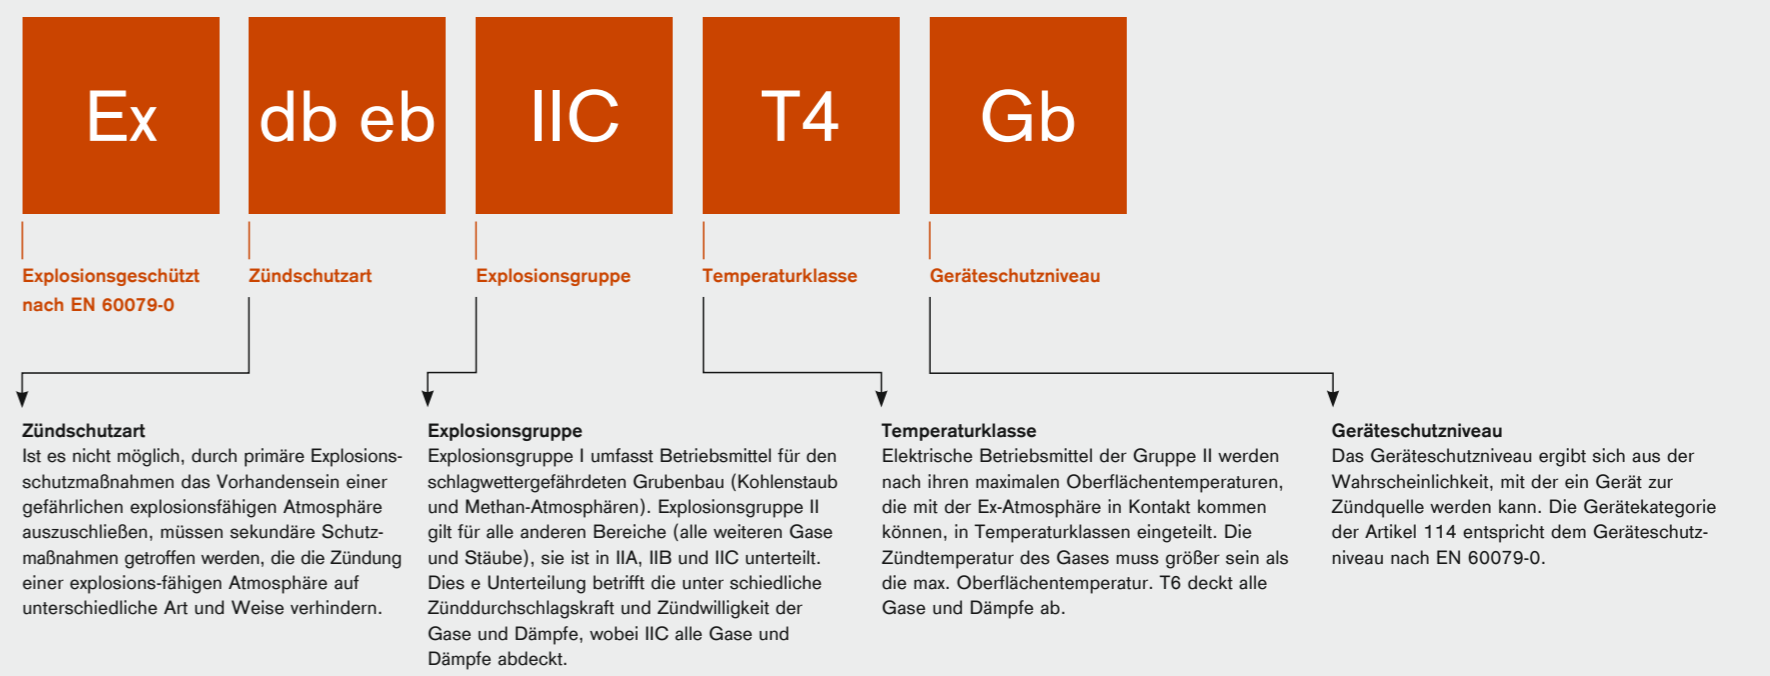 Ex
db eb
IIC
T4
Gb
Explosionsgeschützt
nach EN 60079-0
Zündschutzart
Explosionsgruppe
Temperaturklasse
Geräteschutzniveau
Zündschutzart
Ist es nicht möglich, durch primäre Explosions-
schutzmaßnahmen das Vorhandensein einer
gefährlichen explosionsfähigen Atmosphäre
auszuschließen, müssen sekundäre Schutz-
maßnahmen getroffen werden, die die Zündung
einer explosions-fähigen Atmosphäre auf
unterschiedliche Art und Weise verhindern.
Explosionsgruppe
Explosionsgruppe I umfasst Betriebsmittel für den
schlagwettergefährdeten Grubenbau (Kohlenstaub
und Methan-Atmosphären). Explosionsgruppe II
gilt für alle anderen Bereiche (alle weiteren Gase
und Stäube), sie ist in IIA, IIB und IIC unterteilt.
Dies e Unterteilung betrifft die unter schiedliche
Zünddurchschlagskraft und Zündwilligkeit der
Gase und Dämpfe, wobei IIC alle Gase und
Dämpfe abdeckt.
Temperaturklasse
Elektrische Betriebsmittel der Gruppe II werden
nach ihren maximalen Oberflächentemperaturen,
die mit der Ex-Atmosphäre in Kontakt kommen
können, in Temperaturklassen eingeteilt. Die
Zündtemperatur des Gases muss größer sein als
die max. Oberflächentemperatur. T6 deckt alle
Gase und Dämpfe ab.
Geräteschutzniveau
Das Geräteschutzniveau ergibt sich aus der
Wahrscheinlichkeit, mit der ein Gerät zur
Zündquelle werden kann. Die Gerätekategorie
der Artikel 114 entspricht dem Geräteschutz-
niveau nach EN 60079-0.